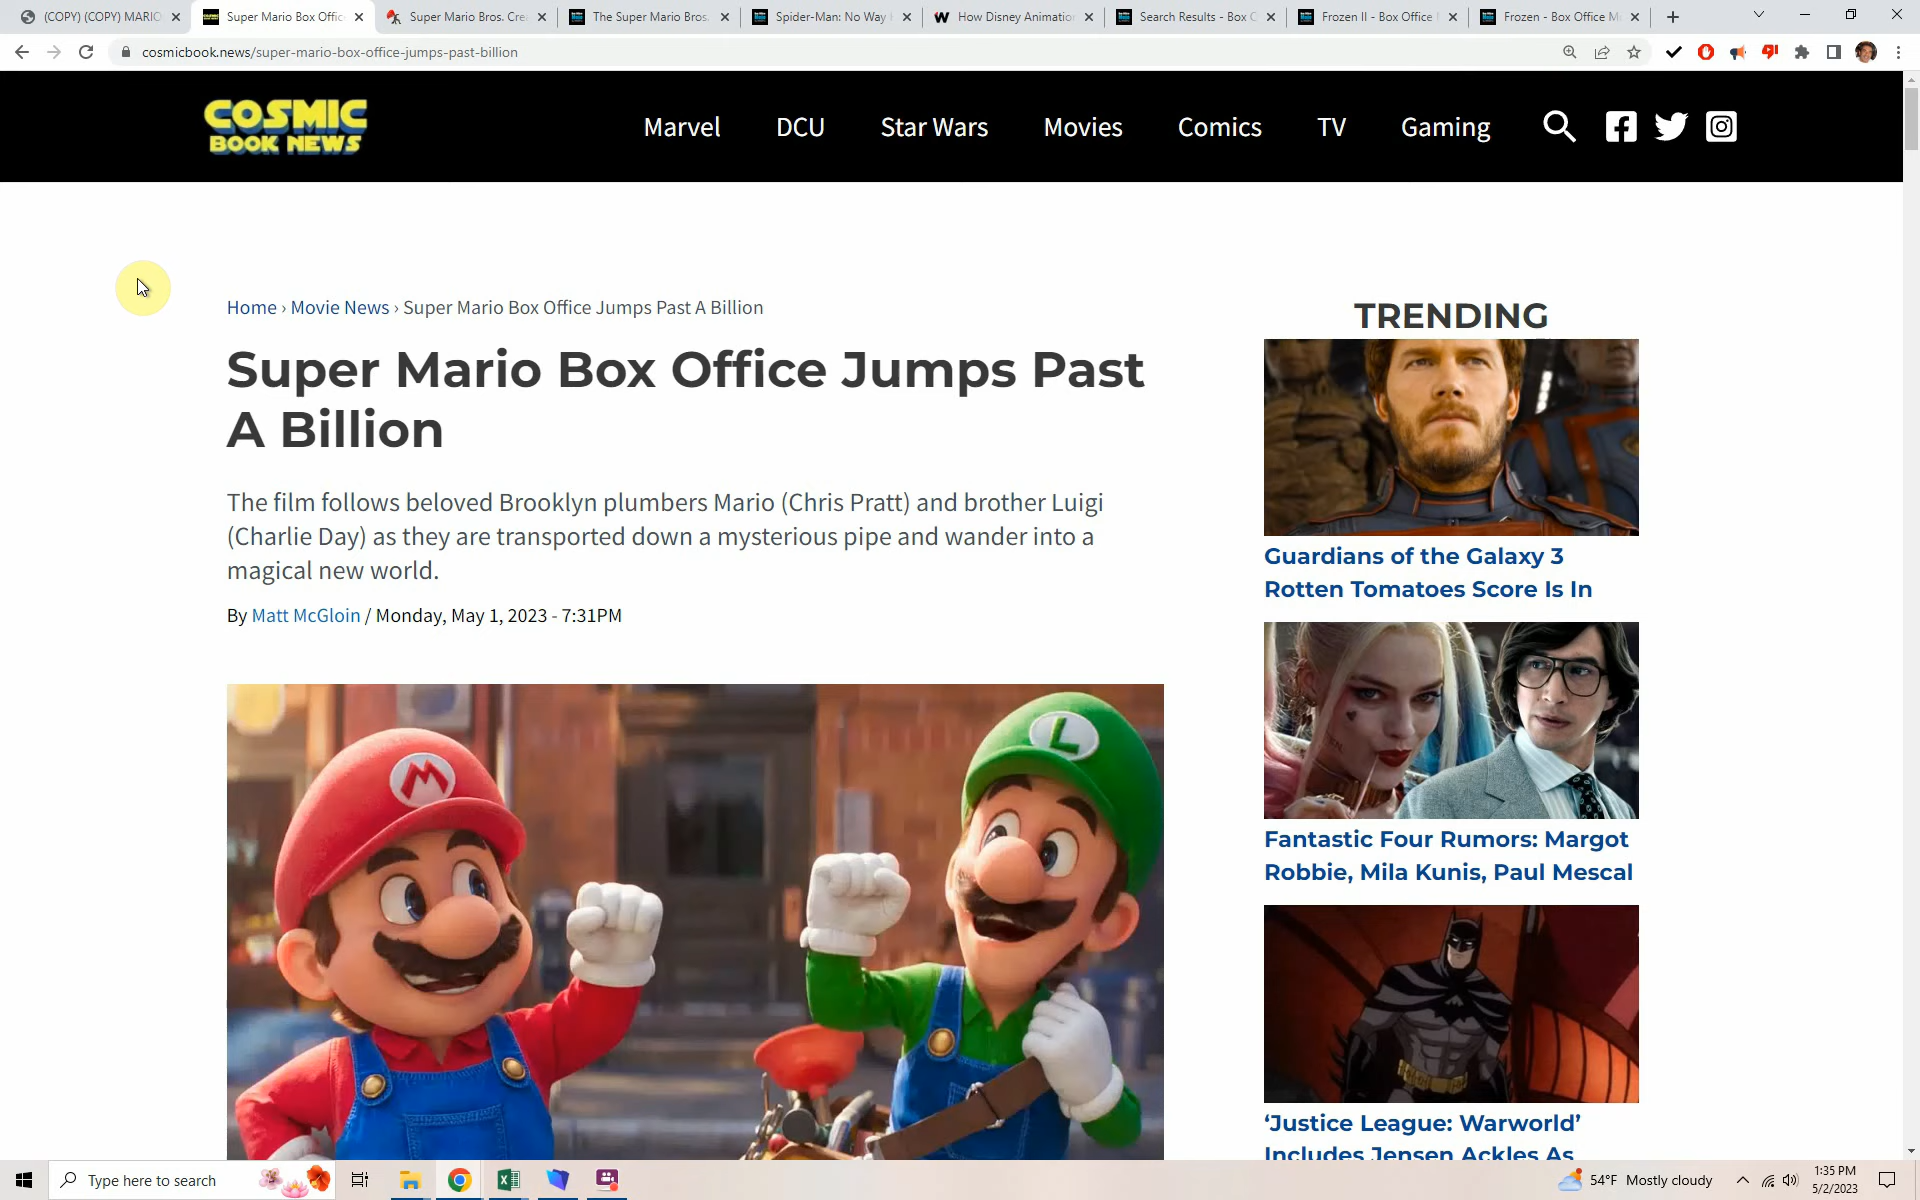 (COPY) (COPY) MARIO
Super Mario Box Offic
Super Mario Bros. Cre
The Super Mario Bros.
Spider-Man: No Way
How Disney Animation
Search Results - Box O
Frozen II - Box Office
Frozen - Box Office M
cosmicbook.news/super-mario-box-office-jumps-past-billion
COSMIC
BOOK NEWS
Marvel DCU Star Wars Movies Comics TV Gaming
Home › Movie News › Super Mario Box Office Jumps Past A Billion
Super Mario Box Office Jumps Past
A Billion
The film follows beloved Brooklyn plumbers Mario (Chris Pratt) and brother Luigi
(Charlie Day) as they are transported down a mysterious pipe and wander into a
magical new world.
By Matt McGloin / Monday, May 1, 2023 - 7:31PM
M
L
TRENDING
Guardians of the Galaxy 3
Rotten Tomatoes Score Is In
Fantastic Four Rumors: Margot
Robbie, Mila Kunis, Paul Mescal
‘Justice League: Warworld’
Includes Jensen Ackles As
Type here to search
54°F Mostly cloudy
1:35 PM
5/2/2023